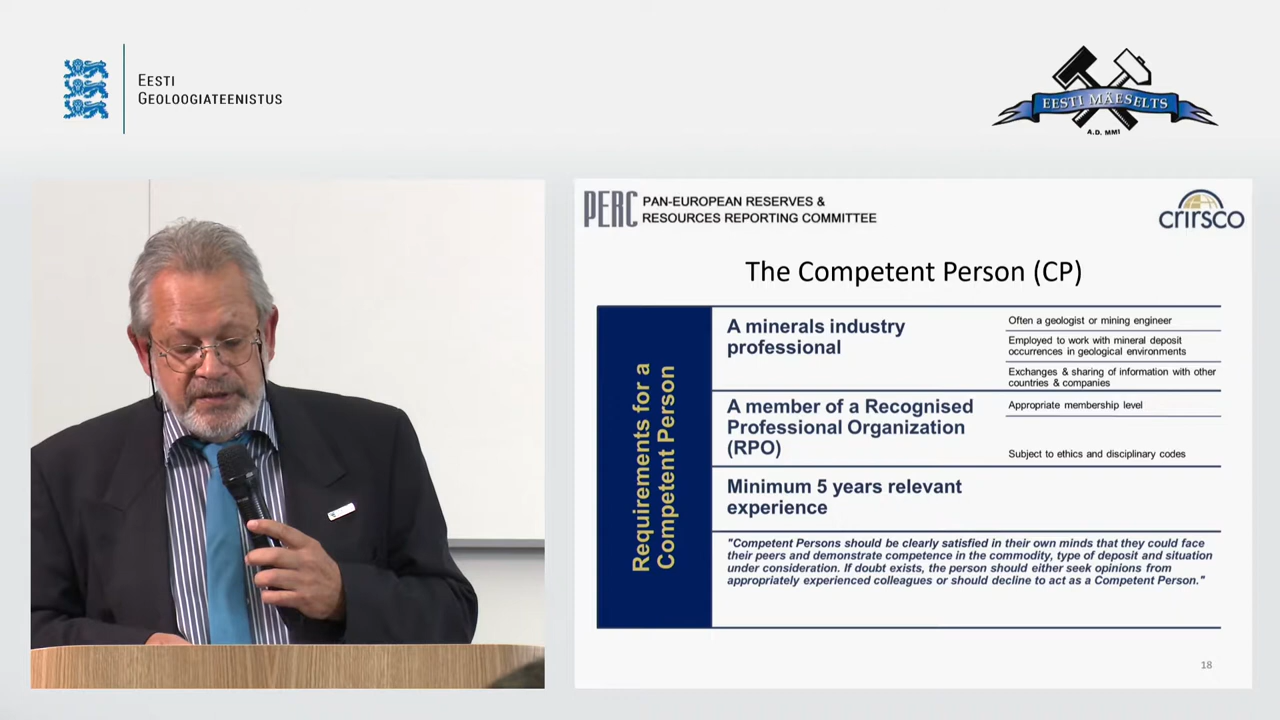 EESTI
GEOLOOGIATEENISTUS
EESTI MÄESELTS
A.D. MMI
PERC
PAN-EUROPEAN RESERVES &
RESOURCES REPORTING COMMITTEE
crirsco
The Competent Person (CP)
Requirements for a
Competent Person
A minerals industry
professional
Often a geologist or mining engineer
Employed to work with mineral deposit
occurrences in geological environments
Exchanges & sharing of information with other
countries & companies
A member of a Recognised
Professional Organization
(RPO)
Appropriate membership level
Subject to ethics and disciplinary codes
Minimum 5 years relevant
experience
"Competent Persons should be clearly satisfied in their own minds that they could face
their peers and demonstrate competence in the commodity, type of deposit and situation
under consideration. If doubt exists, the person should either seek opinions from
appropriately experienced colleagues or should decline to act as a Competent Person."
18